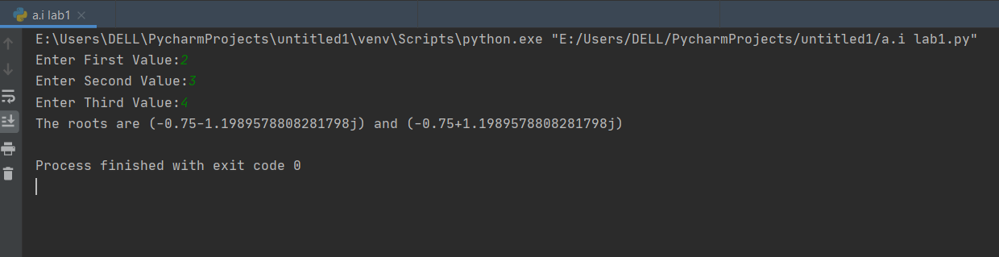 a.i lab1
E:\Users\DELL\PycharmProjects\untitled1\venv\Scripts\python.exe "E:/Users/DELL/PycharmProjects/untitled1/a.i lab1.py"
Enter First Value:2
Enter Second Value:3
Enter Third Value:4
The roots are (-0.75-1.1989578808281798j) and (-0.75+1.1989578808281798j)
Process finished with exit code 0